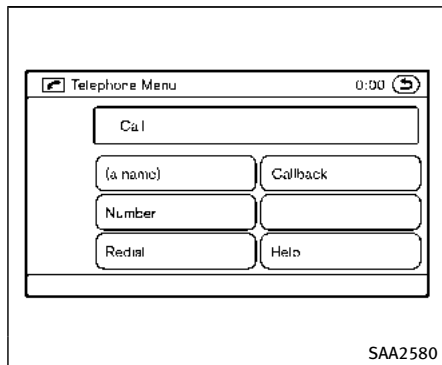 Telephone Menu 0:00
Call
(a name) Callback
Number
Redial Help
SAA2580